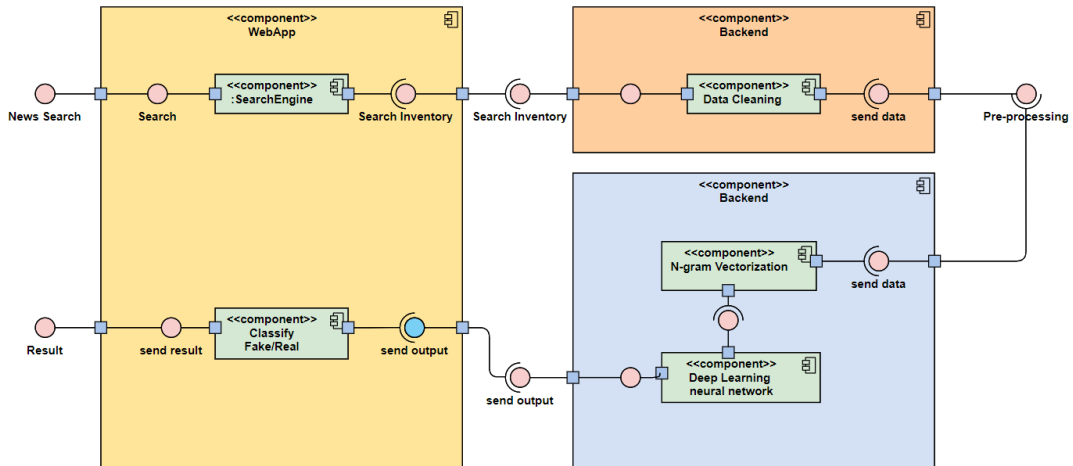 <<component>>
WebApp
<<component>>
Backend
<<component>>
:SearchEngine
<<component>>
Data Cleaning
News Search
Search
Search Inventory
Search Inventory
send data
Pre-processing
<<component>>
Backend
<<component>>
N-gram Vectorization
send data
<<component>>
Classify
Fake/Real
Result
send result
send output
<<component>>
Deep Learning
neural network
send output